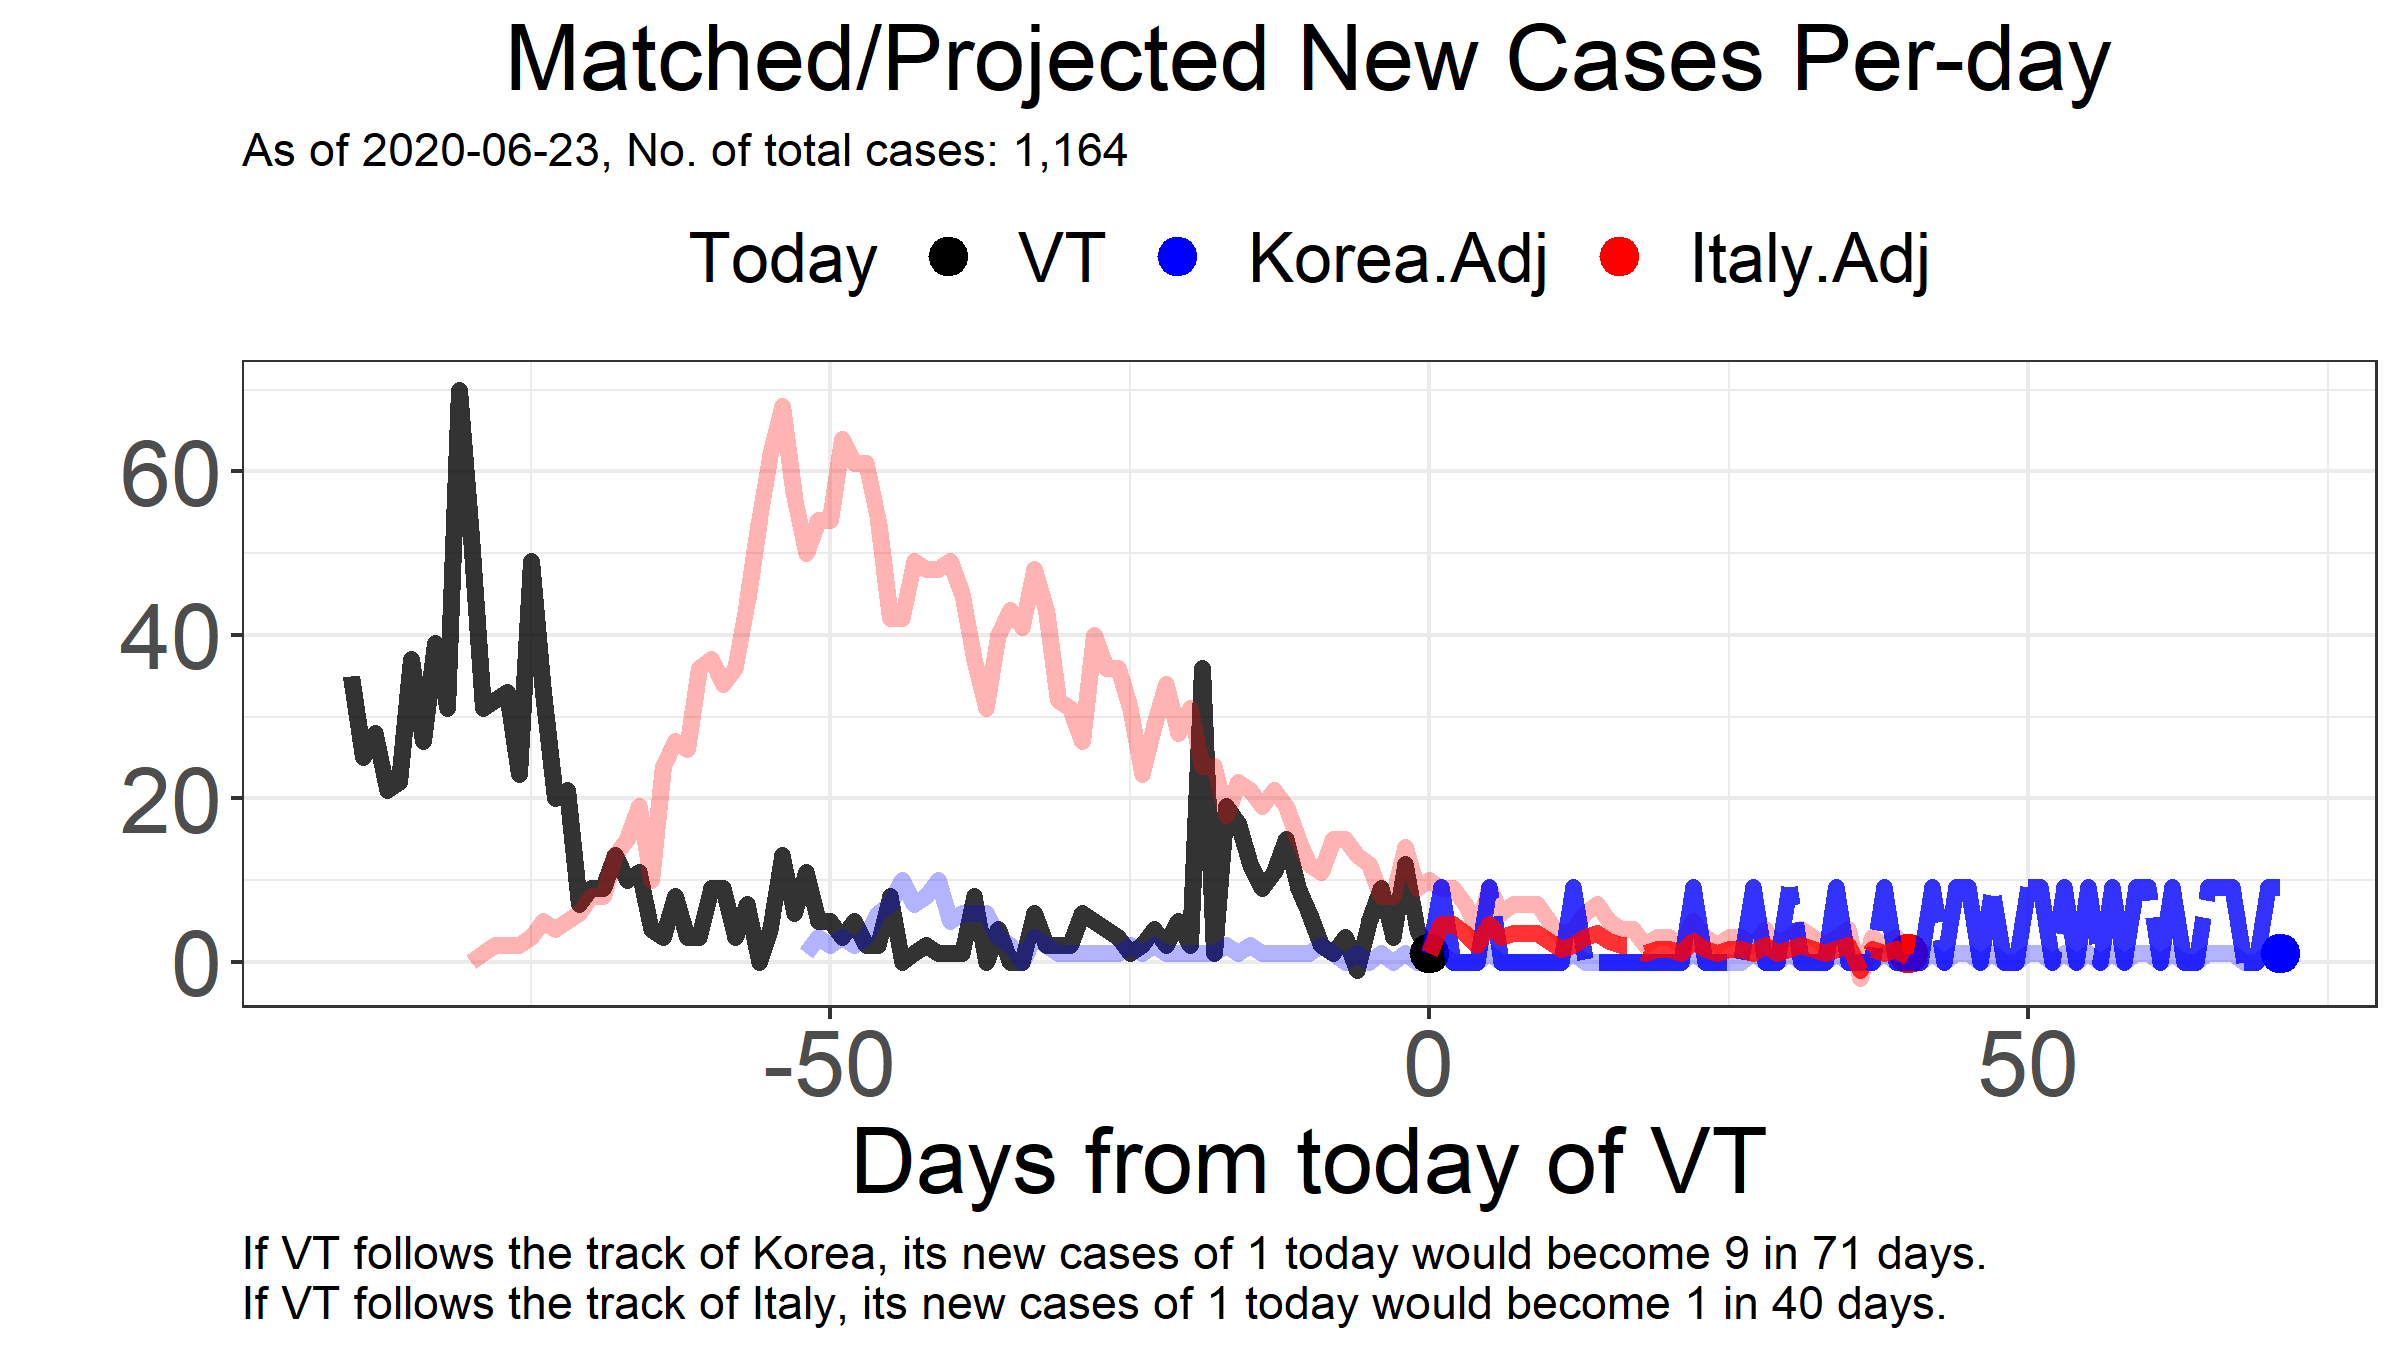 Matched/Projected New Cases Per-day
As of 2020-06-23, No. of total cases: 1,164
Today VT Korea.Adj Italy.Adj
60
40
20
0
-50 0 50
Days from today of VT
If VT follows the track of Korea, its new cases of 1 today would become 9 in 71 days.
If VT follows the track of Italy, its new cases of 1 today would become 1 in 40 days.